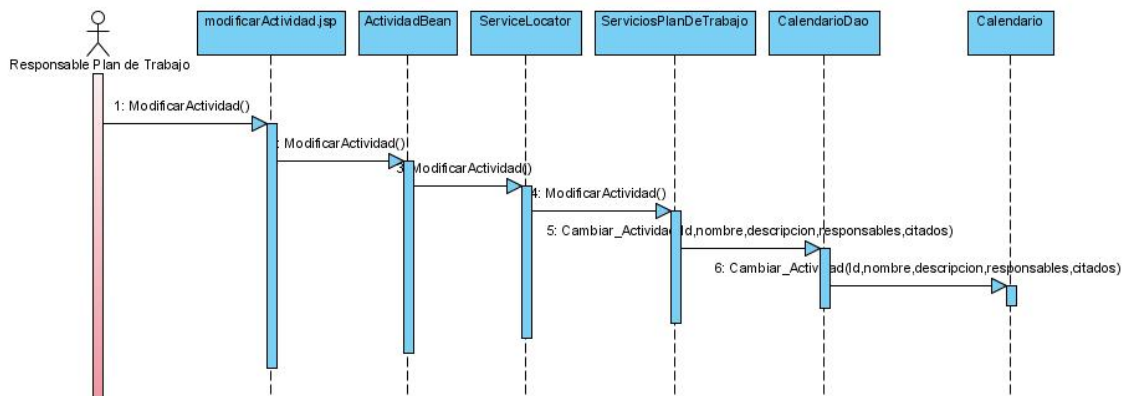 modificarActividad.jsp
ActividadBean
ServiceLocator
ServiciosPlanDeTrabajo
CalendarioDao
Calendario
Responsable Plan de Trabajo
1: ModificarActividad()
: ModificarActividad()
3: ModificarActividad()
4: ModificarActividad()
5: Cambiar_Actividad(Id,nombre,descripcion,responsables,citados)
6: Cambiar_Actividad(Id,nombre,descripcion,responsables,citados)